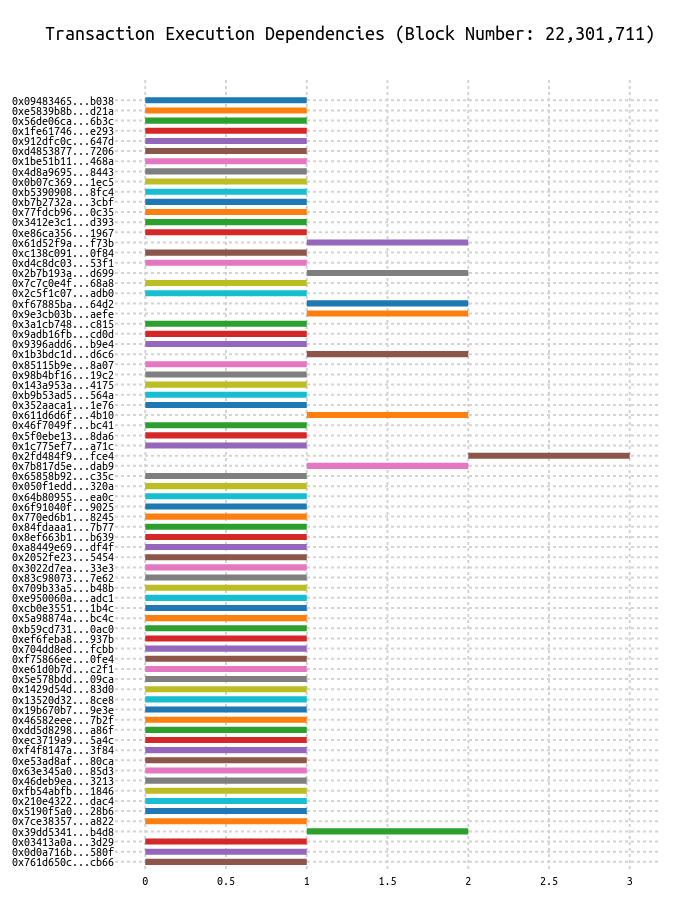 Transaction Execution Dependencies (Block Number: 22,301,711)
0x09483465...b038
0xe5839b8b...d21a
0x56de06ca...6b3c
0x1fe61746...e293
0x912dfc0c...647d
0xd4853877...7206
0x1be51b11...468a
0x4d8a9695...8443
0x0b07c369...1ec5
0xb5390908...8fc4
0xb7b2732a...3cbf
0x77fdcb96...0c35
0x3412e3c1...d393
0xe86ca356...1967
0x61d52f9a...f73b
0xc138c091...0f84
0xd4c8dc03...53f1
0x2b7b193a...d699
0x7c7c0e4f...68a8
0x2c5f1c07...adb0
0xf67885ba...64d2
0x9e3cb03b...aefe
0x3a1cb748...c815
0x9adb16fb...cd0d
0x9396add6...b9e4
0x1b3bdc1d...d6c6
0x85115b9e...8a07
0x98b4bf16...19c2
0x143a953a...4175
0xb9b53ad5...564a
0x352aaca1...1e76
0x611d6d6f...4b10
0x46f7049f...bc41
0x5f0ebe13...8da6
0x1c775ef7...a71c
0x2fd484f9...fce4
0x7b817d5e...dab9
0x65858b92...c35c
0x050f1edd...320a
0x64b80955...ea0c
0x6f91040f...9025
0x770ed6b1...8245
0x84fdaaa1...7b77
0x8ef663b1...b639
0xa8449e69...df4f
0x2052fe23...5454
0x3022d7ea...33e3
0x83c98073...7e62
0x709b33a5...b48b
0xe950060a...adc1
0xcb0e3551...1b4c
0x5a98874a...bc4c
0xb59cd731...0ac0
0xef6feba8...937b
0x704dd8ed...fcbb
0xf75866ee...0fe4
0xe61d0b7d...c2f1
0x5e578bdd...09ca
0x1429d54d...83d0
0x13520d32...8ce8
0x19b670b7...9e3e
0x46582eee...7b2f
0xdd5d8298...a86f
0xec3719a9...5a4c
0xf4f8147a...3f84
0xe53ad8af...80ca
0x63e345a0...85d3
0x46deb9ea...3213
0xfb54abfb...1846
0x210e4322...dac4
0x5190f5a0...28b6
0x7ce38357...a822
0x39dd5341...b4d8
0x03413a0a...3d29
0x0d0a716b...580f
0x761d650c...cb66
0 0.5 1 1.5 2 2.5 3